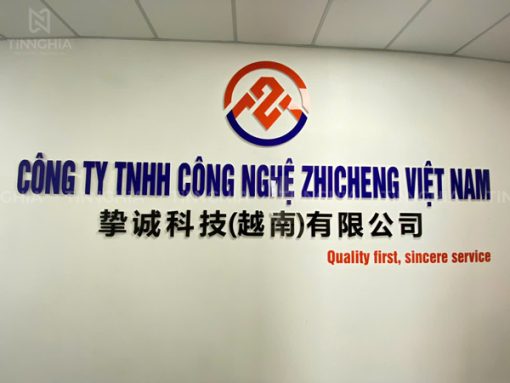 TINNGHIA
CÔNG TY TNHH CÔNG NGHỆ ZHICHENG VIỆT NAM
挚诚科技(越南)有限公司
Quality first, sincere service